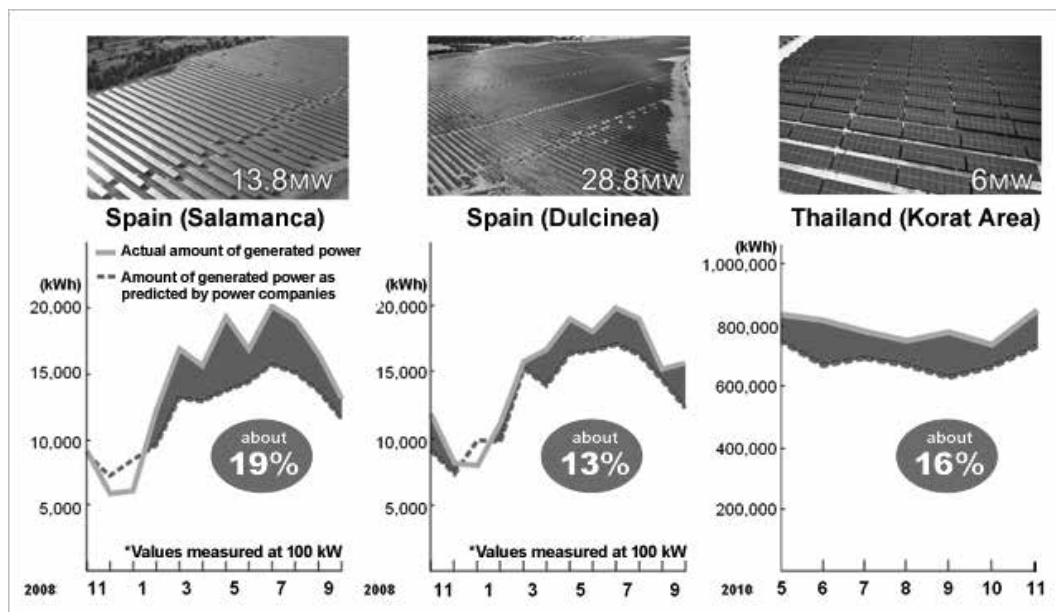 13.8MW
28.8MW
6MW
Spain (Salamanca)
Spain (Dulcinea)
Thailand (Korat Area)
Actual amount of generated power
Amount of generated power as
predicted by power companies
(kWh)
20,000
15,000
10,000
5,000
about
19%
*Values measured at 100 kW
2008 11 1 3 5 7 9
(kWh)
20,000
15,000
10,000
5,000
about
13%
*Values measured at 100 kW
2008 11 1 3 5 7 9
(kWh)
1,000,000
800,000
600,000
400,000
200,000
about
16%
2010 5 6 7 8 9 10 11